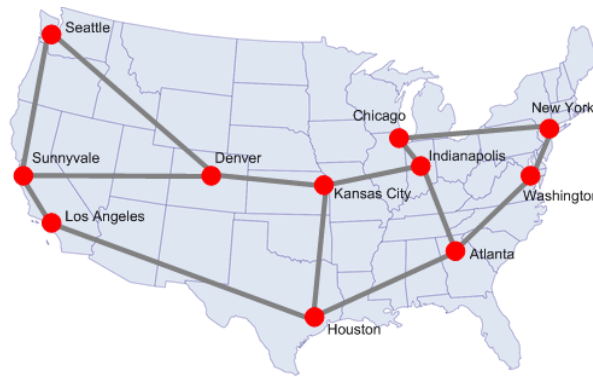 Seattle
Chicago
New York
Sunnyvale
Denver
Indianapolis
Kansas City
Washington
Los Angeles
Atlanta
Houston